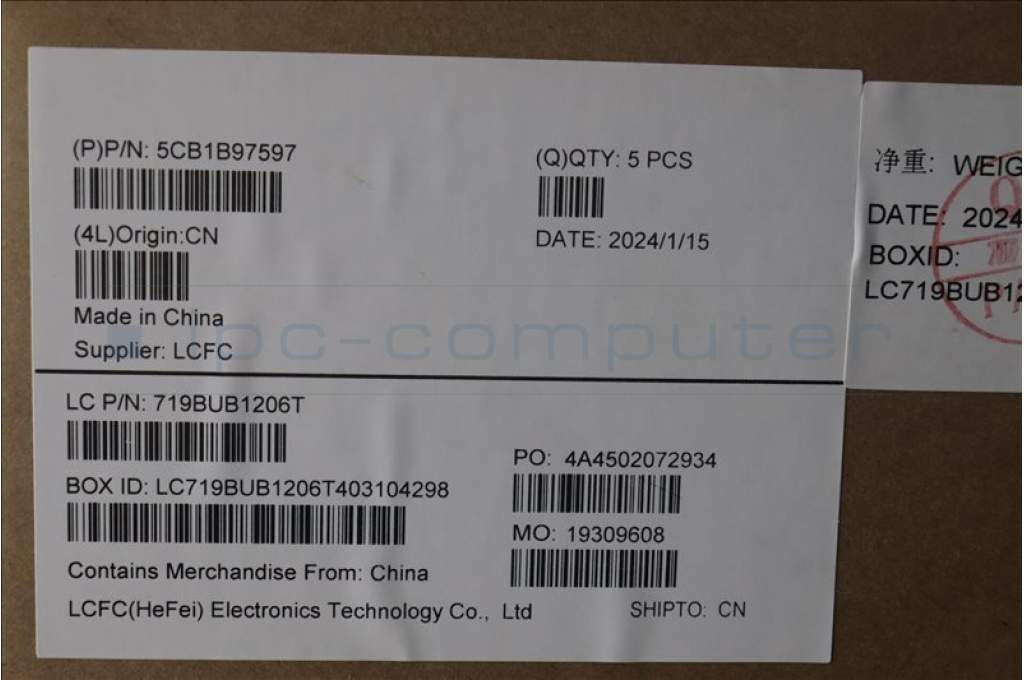 (P)P/N: 5CB1B97597
(4L)Origin:CN
Made in China
Supplier: LCFC
(Q)QTY: 5 PCS
DATE: 2024/1/15
ipc-computer
LC P/N: 719BUB1206T
BOX ID: LC719BUB1206T403104298
Contains Merchandise From: China
LCFC(HeFei) Electronics Technology Co., Ltd
PO: 4A4502072934
MO: 19309608
SHIPTO: CN
净重: WEIG
DATE: 2024
BOXID:
LC719BUB12